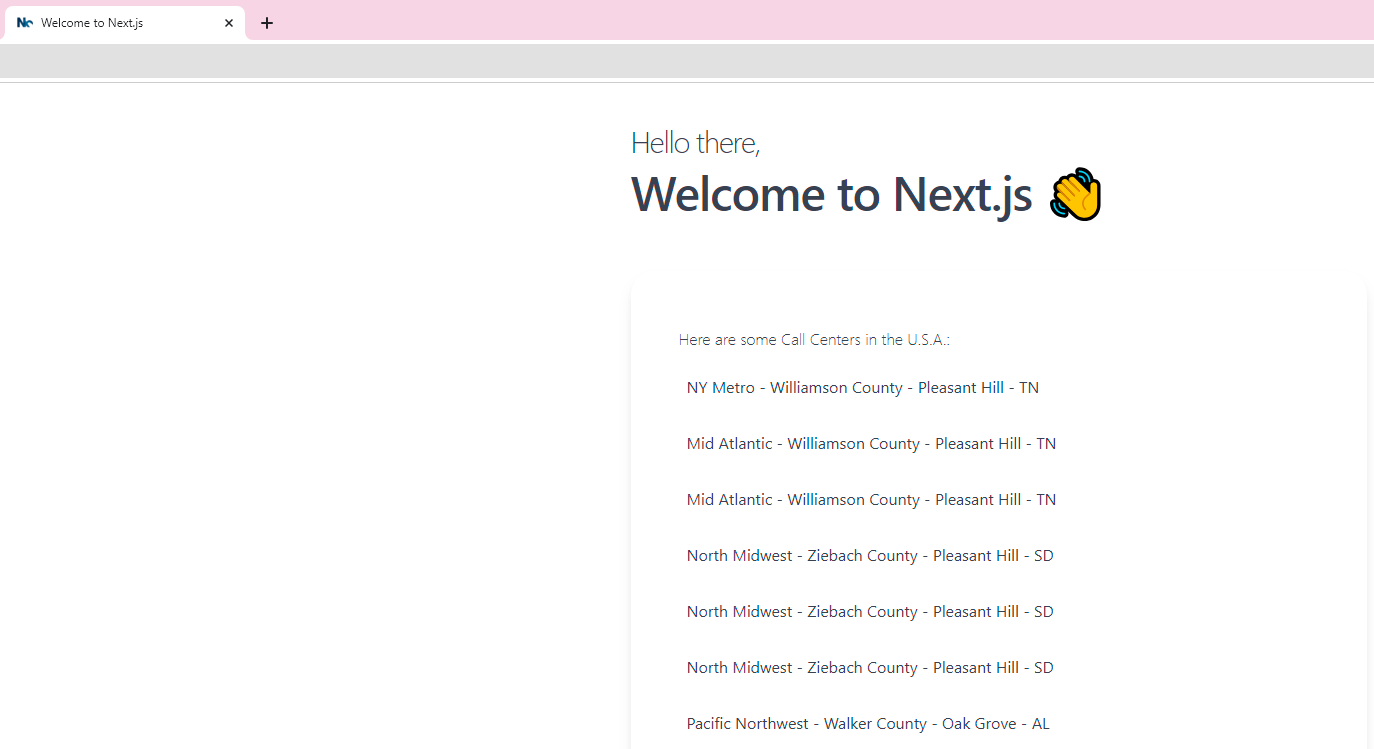 Welcome to Next.js
Hello there,
Welcome to Next.js 👋
Here are some Call Centers in the U.S.A.:
NY Metro - Williamson County - Pleasant Hill - TN
Mid Atlantic - Williamson County - Pleasant Hill - TN
Mid Atlantic - Williamson County - Pleasant Hill - TN
North Midwest - Ziebach County - Pleasant Hill - SD
North Midwest - Ziebach County - Pleasant Hill - SD
North Midwest - Ziebach County - Pleasant Hill - SD
Pacific Northwest - Walker County - Oak Grove - AL